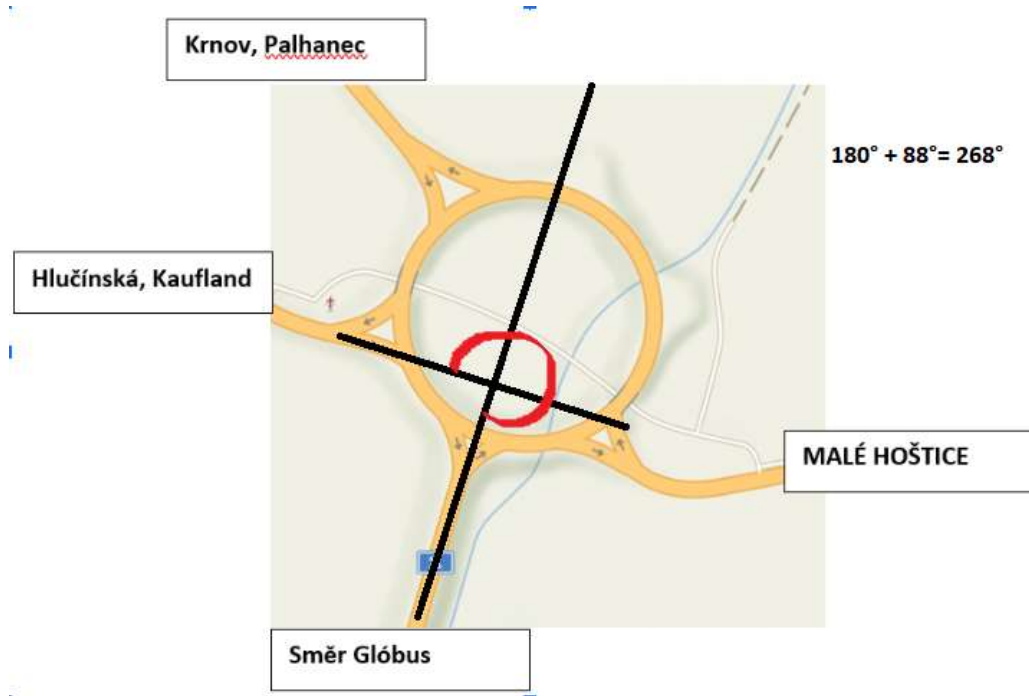 Krnov, Palhanec
180° + 88°= 268°
Hlučínská, Kaufland
MALÉ HOŠTICE
Směr Glóbus